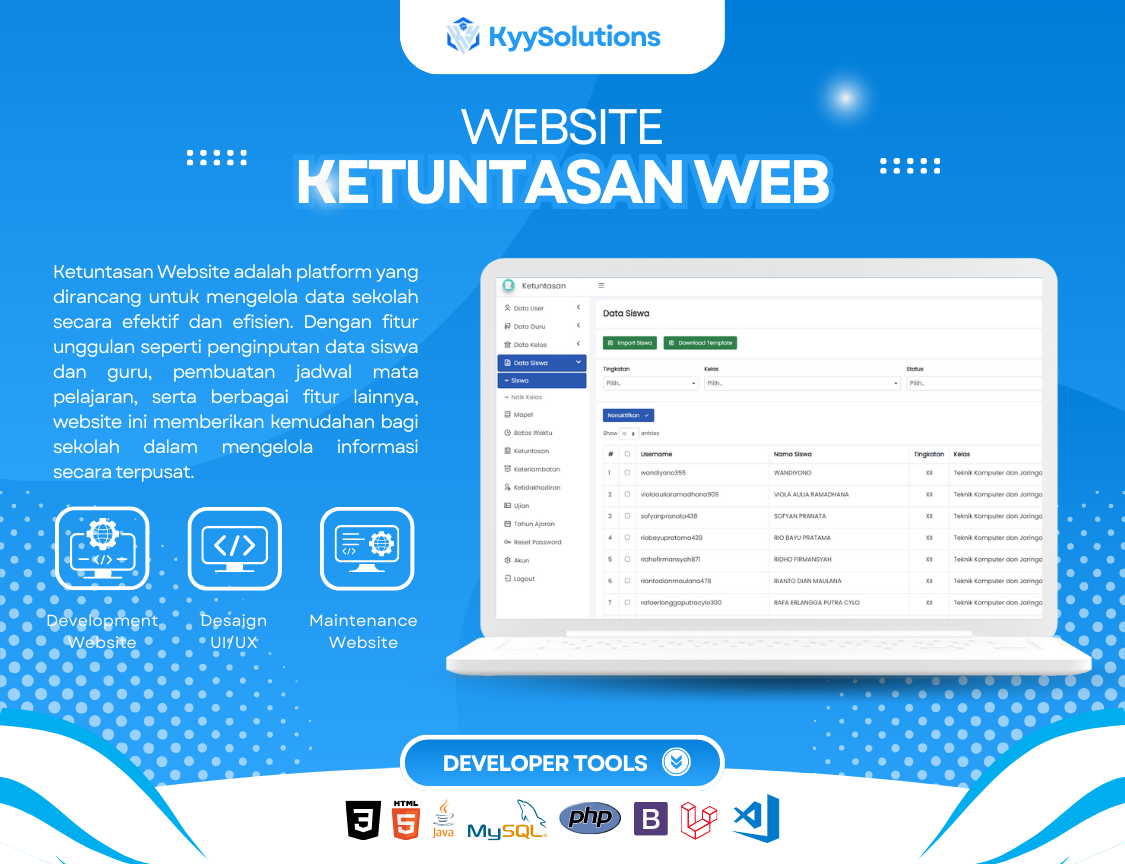 KyySolutions
WEBSITE
KETUNTASAN WEB
Ketuntasan Website adalah platform yang
dirancang untuk mengelola data sekolah
secara efektif dan efisien. Dengan fitur
unggulan seperti penginputan data siswa
dan guru, pembuatan jadwal mata
pelajaran, serta berbagai fitur lainnya,
website ini memberikan kemudahan bagi
sekolah dalam mengelola informasi
secara terpusat.
Development
Website
Desaign
UI/UX
Maintenance
Website
Ketuntasan
Data User
Data Guru
Data Kelas
Data Siswa
Siswa
Naik Kelas
Mapel
Batas Waktu
Ketuntasan
Keterlambatan
Ketidakhadiran
Ujian
Tahun Ajaran
Reset Password
Akun
Logout
Data Siswa
Import Siswa Download Template
Tingkatan Kelas Status
Pilih.. Pilih.. Pilih..
Nonaktifkan
Show 10 entries
# Username Nama Siswa Tingkatan Kelas
1 wandiyono355 WANDIYONO XII Teknik Komputer dan Jaringa
2 violaauliaramadhana909 VIOLA AULIA RAMADHANA XII Teknik Komputer dan Jaringa
3 sofyanpranata438 SOFYAN PRANATA XII Teknik Komputer dan Jaringa
4 riobayupratama428 RIO BAYU PRATAMA XII Teknik Komputer dan Jaringa
5 ridhofirmansyah871 RIDHO FIRMANSYAH XII Teknik Komputer dan Jaringa
6 riantodianmaulana478 RIANTO DIAN MAULANA XII Teknik Komputer dan Jaringa
7 rafaerlanggaputracylo300 RAFA ERLANGGA PUTRA CYLO XII Teknik Komputer dan Jaringa
DEVELOPER TOOLS
3 HTML 5 Java MySQL php B